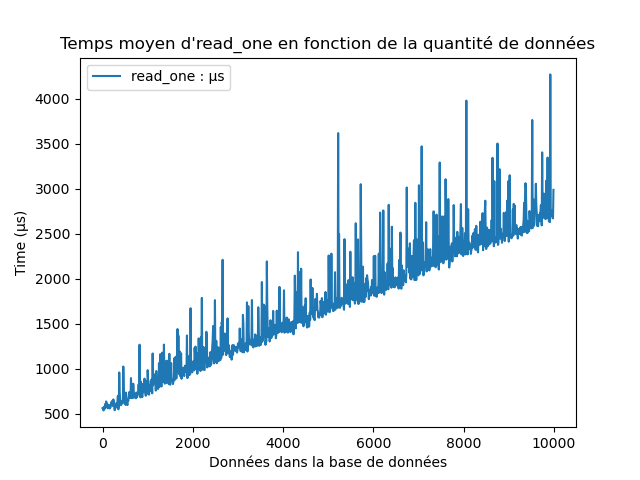 Temps moyen d'read_one en fonction de la quantité de données
read_one : µs
4000
3500
3000
2500
2000
1500
1000
500
Time (µs)
0 2000 4000 6000 8000 10000
Données dans la base de données